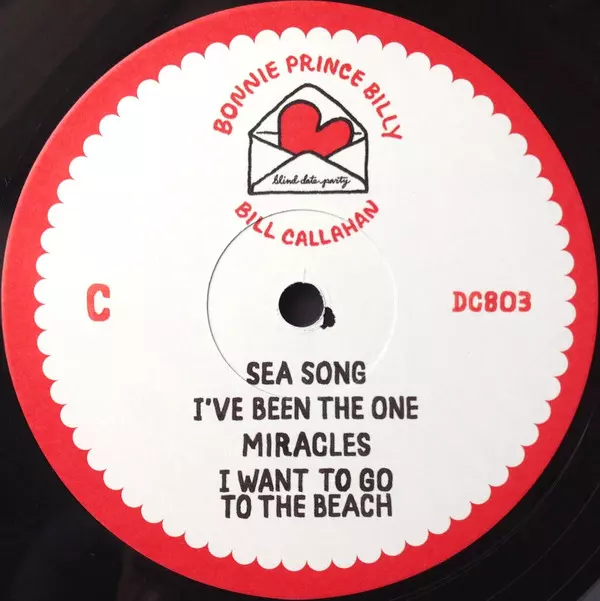 BONNIE PRINCE BILLY
blind date party
BILL CALLAHAN
C
DC803
SEA SONG
I'VE BEEN THE ONE
MIRACLES
I WANT TO GO
TO THE BEACH